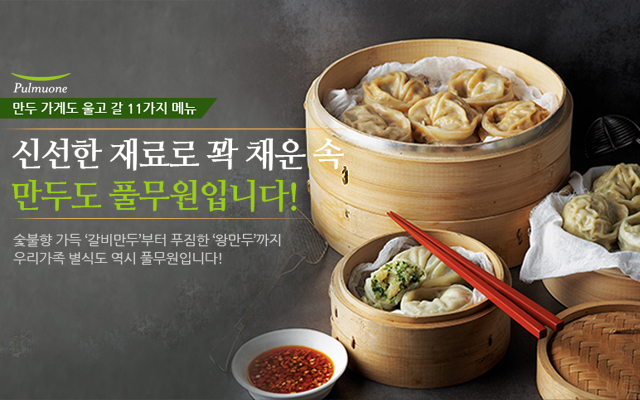 Pulmuone
만두 가게도 울고 갈 11가지 메뉴
신선한 재료로 꽉 채운 속
만두도 풀무원입니다!
숯불향 가득 '갈비만두'부터 푸짐한 '왕만두'까지
우리가족 별식도 역시 풀무원입니다!